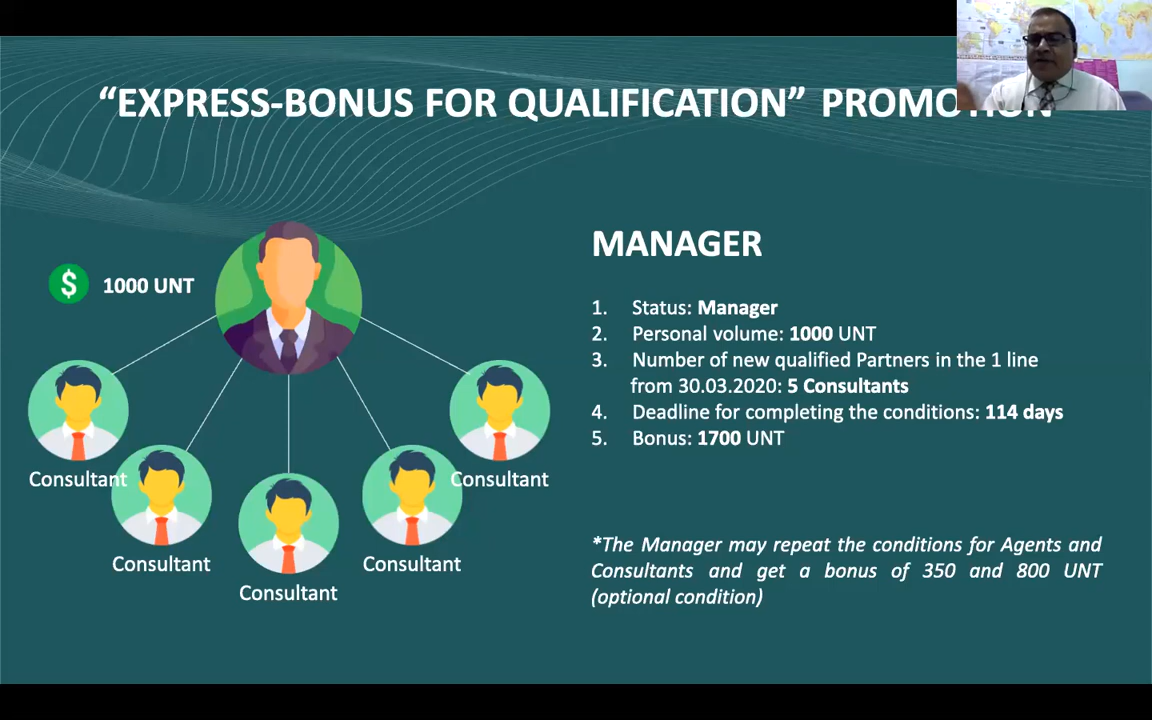 “EXPRESS-BONUS FOR QUALIFICATION” PROMOTION
1000 UNT
Consultant
Consultant
Consultant
Consultant
Consultant
MANAGER
1. Status: Manager
2. Personal volume: 1000 UNT
3. Number of new qualified Partners in the 1 line
from 30.03.2020: 5 Consultants
4. Deadline for completing the conditions: 114 days
5. Bonus: 1700 UNT
*The Manager may repeat the conditions for Agents and
Consultants and get a bonus of 350 and 800 UNT
(optional condition)